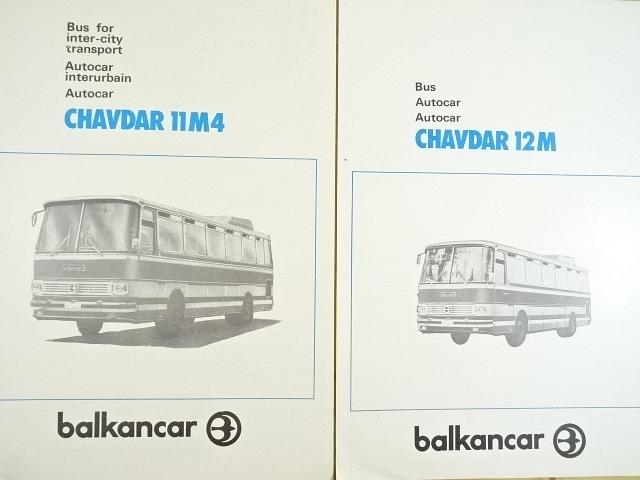 Bus for
inter-city
transport
Autocar
interurbain
Autocar
CHAVDAR 11M4
balkancar
Bus
Autocar
Autocar
CHAVDAR 12M
balkancar